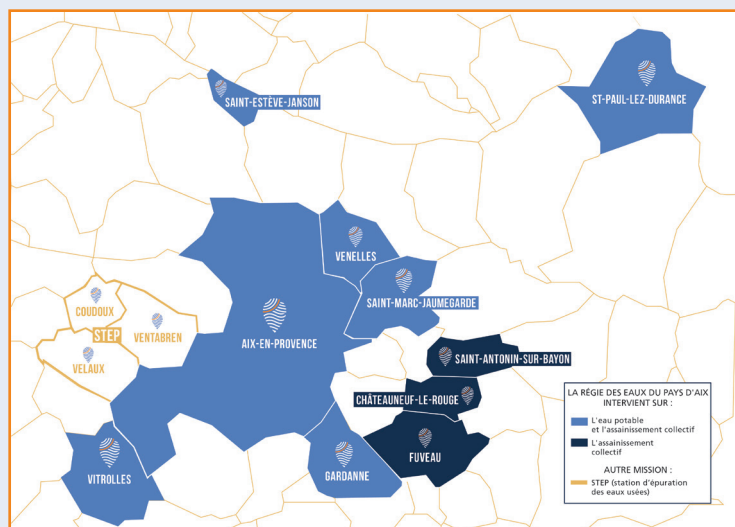 SAINT-ESTÈVE-JANSON
ST-PAUL-LEZ-DURANCE
VENELLES
SAINT-MARC-JAUMEGARDE
COUDOUX
STEP
VENTABREN
VELAUX
AIX-EN-PROVENCE
SAINT-ANTONIN-SUR-BAYON
CHÂTEAUNEUF-LE-ROUGE
FUVEAU
GARDANNE
VITROLLES
LA RÉGIE DES EAUX DU PAYS D'AIX
INTERVIENT SUR :
L'eau potable
et l'assainissement collectif
L'assainissement
collectif
AUTRE MISSION :
STEP (station d'épuration
des eaux usées)